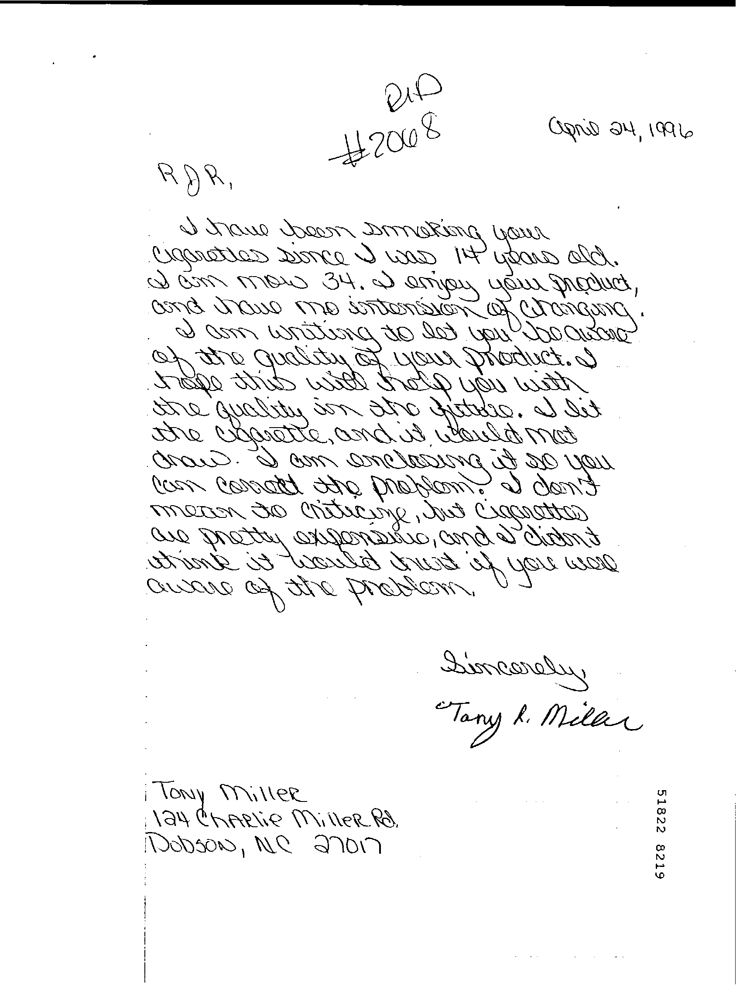 RIP
#2068
April 24, 1996
RJR,
I have been smoking your
cigarettes since I was 14 years old.
I am now 34. I enjoy your product,
and have no intension of changing.
I am writing to let you be aware
of the quality of your product. I
hope this will help you with
the quality in the future. I lit
the cigarette, and it would not
draw. I am enclosing it so you
can correct the problem. I don't
mean to criticize, but cigarettes
are pretty expensive, and I didn't
think it would hurt if you were
aware of the problem.
Sincerely,
Tony R. Miller
Tony Miller
124 Charlie Miller Rd.
Dobson, NC 27017
51822 8219